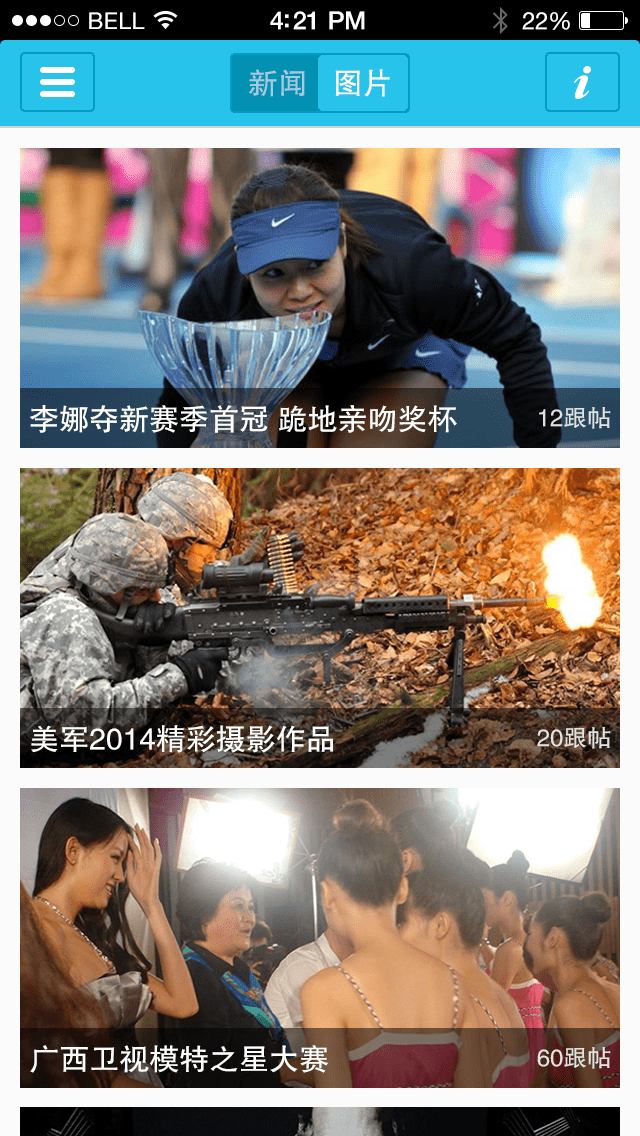 BELL 4:21 PM 22%
新闻 图片 i
李娜夺新赛季首冠 跪地亲吻奖杯 12跟帖
美军2014精彩摄影作品 20跟帖
广西卫视模特之星大赛 60跟帖